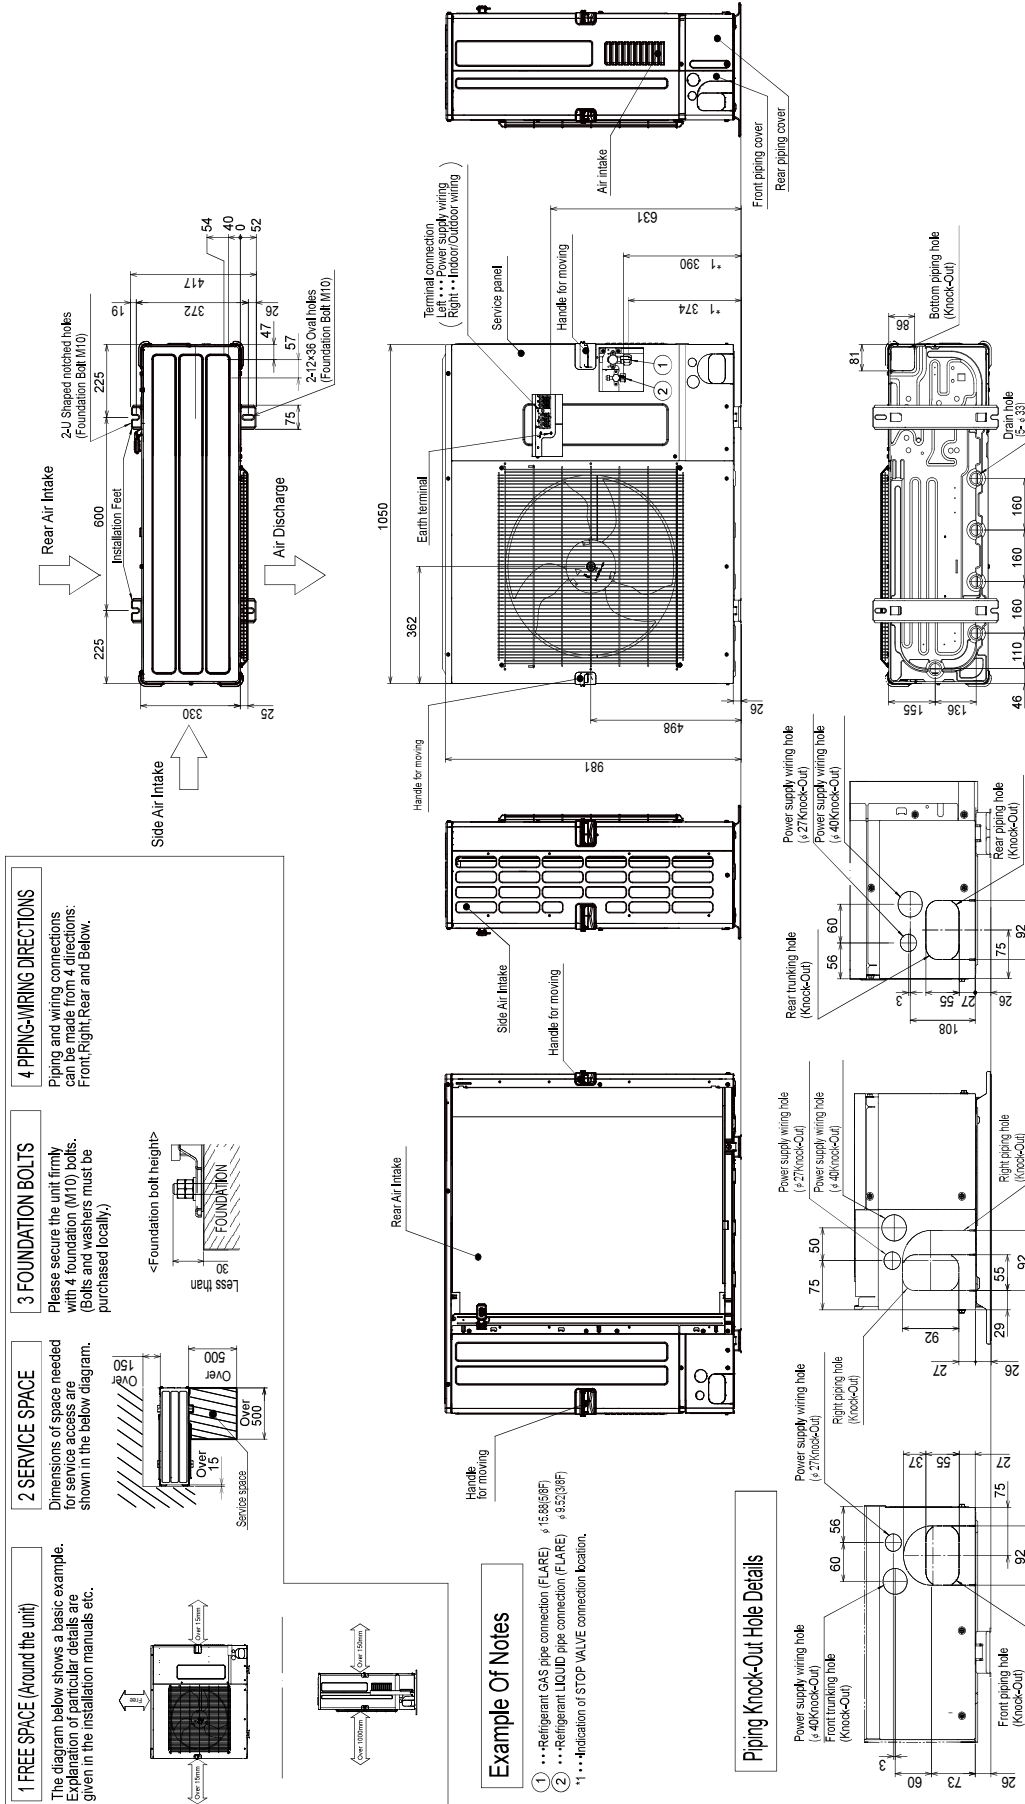 1 FREE SPACE (Around the unit)
The diagram below shows a basic example.
Explanation of particular details are
given in the installation manuals etc.
Free
Over 15mm
Over 15mm
Over 1000mm
Over 150mm
2 SERVICE SPACE
Dimensions of space needed
for service access are
shown in the below diagram.
Over
150
Over
500
Over
500
Over
15
Service space
3 FOUNDATION BOLTS
Please secure the unit firmly
with 4 foundation (M10) bolts.
(Bolts and washers must be
purchased locally.)
<Foundation bolt height>
Less than
30
FOUNDATION
4 PIPING-WIRING DIRECTIONS
Piping and wiring connections
can be made from 4 directions:
Front,Right,Rear and Below.
Side Air Intake
Rear Air Intake
Air Discharge
Installation Feet
2-U Shaped notched holes
(Foundation Bolt M10)
2-12×36 Oval holes
(Foundation Bolt M10)
225
600
225
19
372
417
26
54
40
0
52
47
57
75
330
25
Example Of Notes
1 ・・・Refrigerant GAS pipe connection (FLARE) φ15.88(5/8F)
2 ・・・Refrigerant LIQUID pipe connection (FLARE) φ9.52(3/8F)
*1 ・・・Indication of STOP VALVE connection location.
Handle
for moving
Rear Air Intake
Handle for moving
Side Air Intake
Handle for moving
1050
362
981
498
26
Earth terminal
Terminal connection
Left ・・・ Power supply wiring
Right ・・ Indoor/Outdoor wiring
Service panel
Handle for moving
1
2
631
*1 390
*1 374
Air intake
Front piping cover
Rear piping cover
Piping Knock-Out Hole Details
Power supply wiring hole
(φ40Knock-Out)
Front trunking hole
(Knock-Out)
Power supply wiring hole
(φ27Knock-Out)
Right piping hole
(Knock-Out)
Front piping hole
(Knock-Out)
60
56
3
60
73
26
92
75
37
55
27
Power supply wiring hole
(φ27Knock-Out)
Power supply wiring hole
(φ40Knock-Out)
Right piping hole
(Knock-Out)
75
50
92
27
26
29
55
92
Rear trunking hole
(Knock-Out)
Power supply wiring hole
(φ27Knock-Out)
Power supply wiring hole
(φ40Knock-Out)
Rear piping hole
(Knock-Out)
56
60
3
55
27
26
108
75
92
155
136
46
110
160
160
160
81
86
Bottom piping hole
(Knock-Out)
Drain hole
(5-φ33)